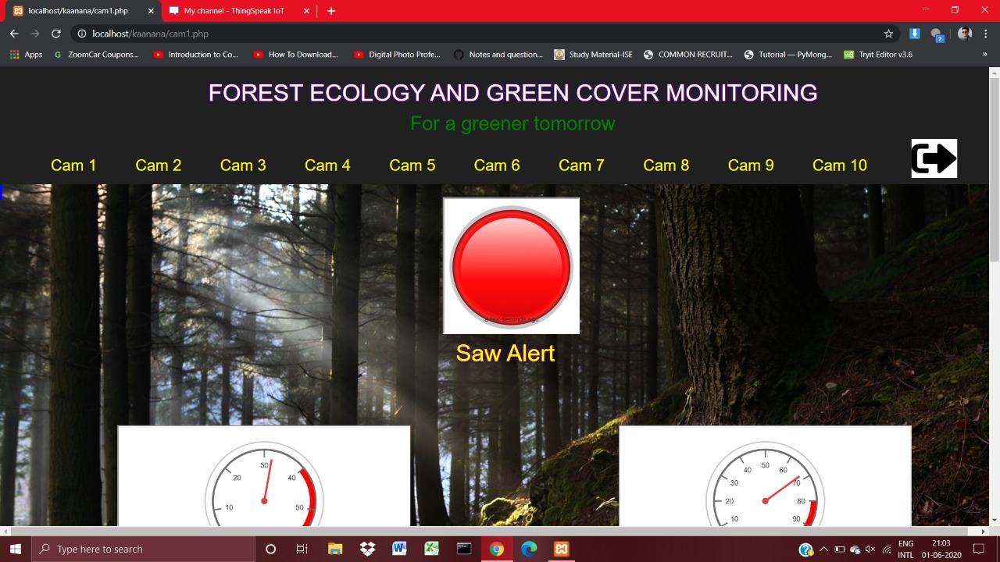 localhost/kaanana/cam1.php
My channel - ThingSpeak IoT
localhost/kaanana/cam1.php
Apps
ZoomCar Coupons...
Introduction to Co...
How To Download...
Digital Photo Profe...
Notes and question...
Study Material-ISE
COMMON RECRUIT...
Tutorial — PyMong...
Tryit Editor v3.6
»
FOREST ECOLOGY AND GREEN COVER MONITORING
For a greener tomorrow
Cam 1 Cam 2 Cam 3 Cam 4 Cam 5 Cam 6 Cam 7 Cam 8 Cam 9 Cam 10
a few seconds ago
Saw Alert
10 20 30 40 50
10 20 30 40 50 60 70 80 90
Type here to search
ENG
INTL
21:03
01-06-2020